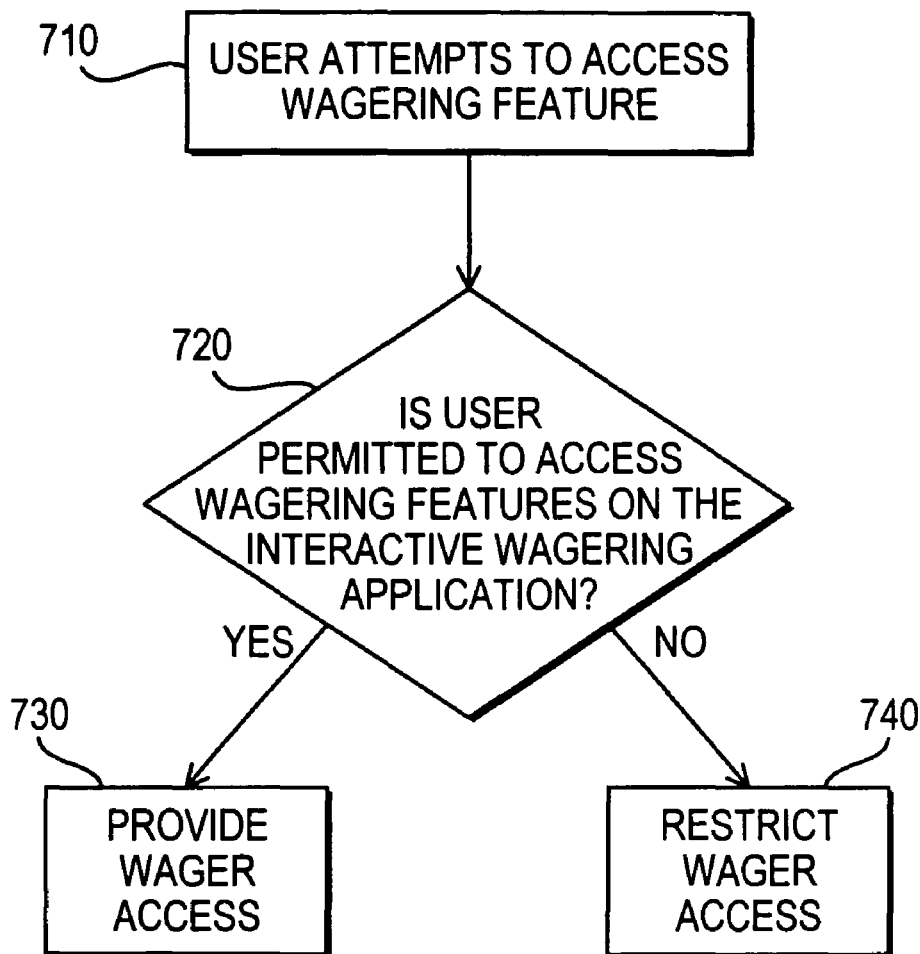 710
USER ATTEMPTS TO ACCESS
WAGERING FEATURE
720
IS USER
PERMITTED TO ACCESS
WAGERING FEATURES ON THE
INTERACTIVE WAGERING
APPLICATION?
YES
NO
730
PROVIDE
WAGER
ACCESS
740
RESTRICT
WAGER
ACCESS